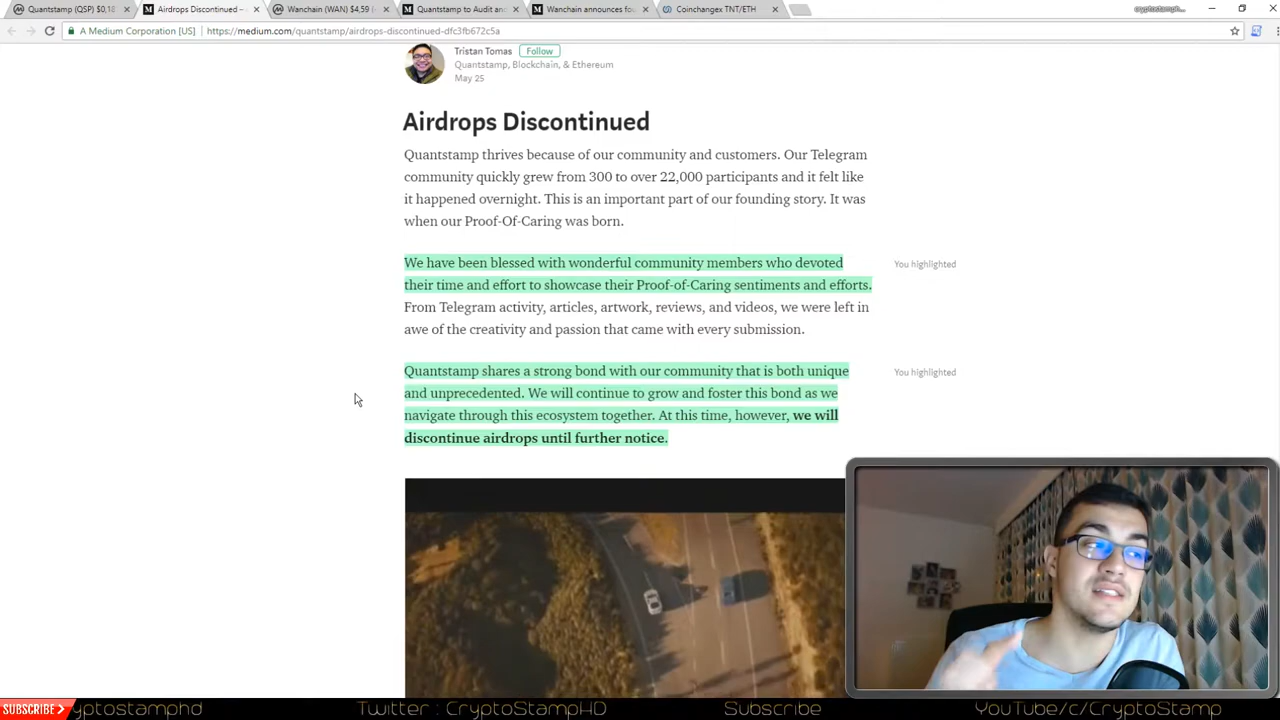 Quantstamp (QSP) $0,18
Airdrops Discontinued –
Wanchain (WAN) $4,59 (
Quantstamp to Audit an
Wanchain announces fo
Coinchangex TNT/ETH
cryptostamph...
A Medium Corporation [US]
https://medium.com/quantstamp/airdrops-discontinued-dfc3fb672c5a
Tristan Tomas Follow
Quantstamp, Blockchain, & Ethereum
May 25
Airdrops Discontinued
Quantstamp thrives because of our community and customers. Our Telegram
community quickly grew from 300 to over 22,000 participants and it felt like
it happened overnight. This is an important part of our founding story. It was
when our Proof-Of-Caring was born.
We have been blessed with wonderful community members who devoted
their time and effort to showcase their Proof-of-Caring sentiments and efforts.
You highlighted
From Telegram activity, articles, artwork, reviews, and videos, we were left in
awe of the creativity and passion that came with every submission.
Quantstamp shares a strong bond with our community that is both unique
You highlighted
and unprecedented. We will continue to grow and foster this bond as we
navigate through this ecosystem together. At this time, however, we will
discontinue airdrops until further notice.
SUBSCRIBE >
yptostamphd
Twitter : CryptoStampHD
Subscribe
YouTube/c/CryptoStamp